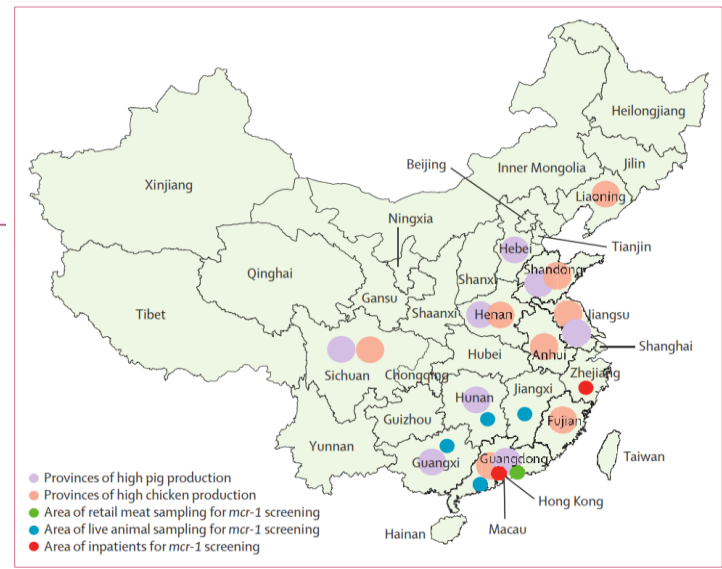 Heilongjiang
Beijing
Inner Mongolia
Jilin
Xinjiang
Liaoning
Ningxia
Hebei
Tianjin
Qinghai
Shandong
Shanxi
Gansu
Tibet
Shaanxi
Henan
Jiangsu
Shanghai
Hubei
Anhui
Sichuan
Chongqing
Zhejiang
Jiangxi
Hunan
Guizhou
Fujian
Yunnan
Taiwan
Guangxi
Guangdong
Hong Kong
Macau
Hainan
Provinces of high pig production
Provinces of high chicken production
Area of retail meat sampling for mcr-1 screening
Area of live animal sampling for mcr-1 screening
Area of inpatients for mcr-1 screening